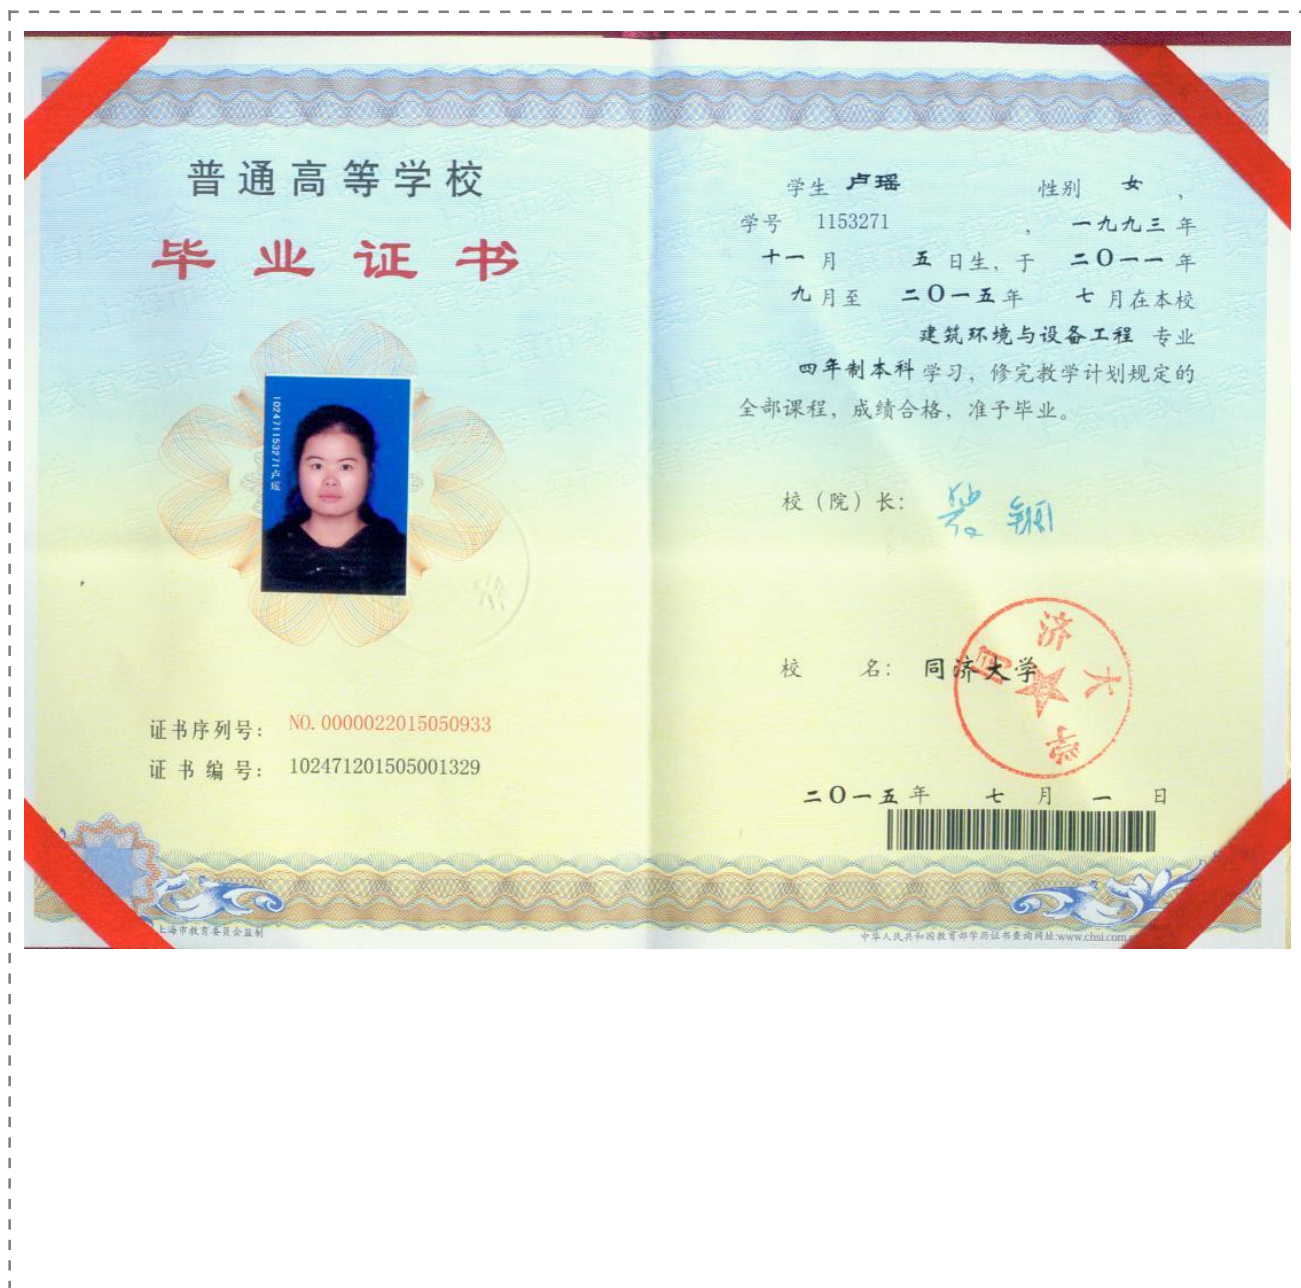 普通高等学校
毕业证书
102471153271卢瑶
证书序列号： NO.0000022015050933
证书编号： 102471201505001329
上海市教育委员会监制
学生 卢瑶 性别 女 ，
学号 1153271 ， 一九九三 年
十一 月 五 日生，于 二O一一 年
九 月至 二O一五 年 七 月在本校
建筑环境与设备工程 专业
四年制本科 学习，修完教学计划规定的
全部课程，成绩合格，准予毕业。
校（院）长：
校 名： 同济大学
同济大学
二O一五 年 七 月 一 日
中华人民共和国教育部学历证书查询网址:www.chsi.com.